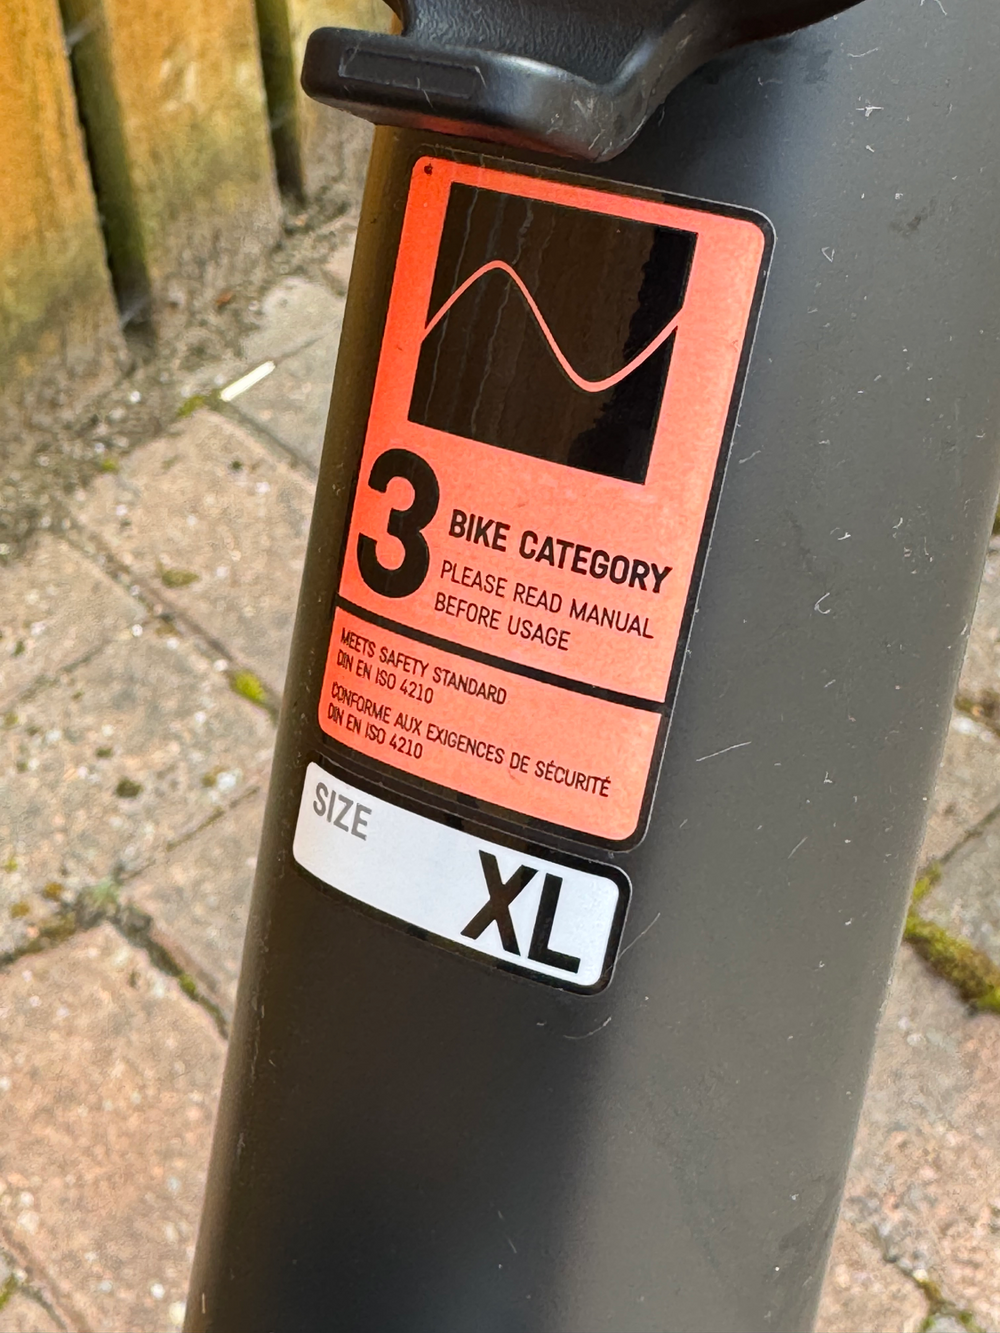 3
BIKE CATEGORY
PLEASE READ MANUAL
BEFORE USAGE
MEETS SAFETY STANDARD
DIN EN ISO 4210
CONFORME AUX EXIGENCES DE SÉCURITÉ
DIN EN ISO 4210
SIZE
XL